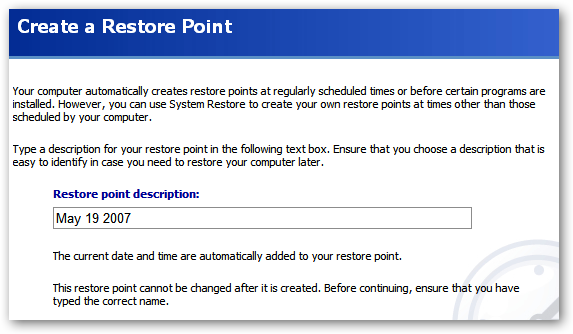 Create a Restore Point
Your computer automatically creates restore points at regularly scheduled times or before certain programs are
installed. However, you can use System Restore to create your own restore points at times other than those
scheduled by your computer.
Type a description for your restore point in the following text box. Ensure that you choose a description that is
easy to identify in case you need to restore your computer later.
Restore point description:
May 19 2007
The current date and time are automatically added to your restore point.
This restore point cannot be changed after it is created. Before continuing, ensure that you have
typed the correct name.